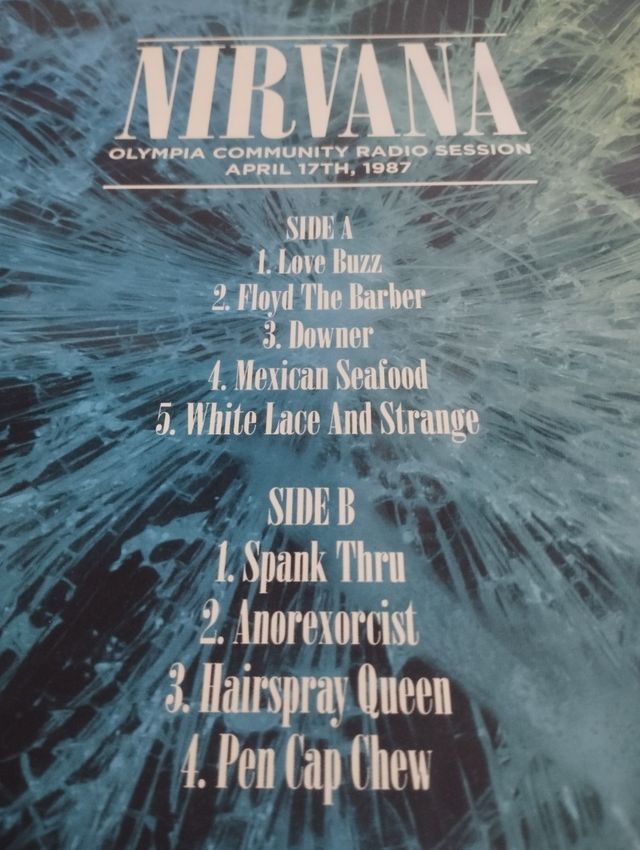 NIRVANA
OLYMPIA COMMUNITY RADIO SESSION
APRIL 17TH, 1987
SIDE A
1. Love Buzz
2. Floyd The Barber
3. Downer
4. Mexican Seafood
5. White Lace And Strange
SIDE B
1. Spank Thru
2. Anorexorcist
3. Hairspray Queen
4. Pen Cap Chew